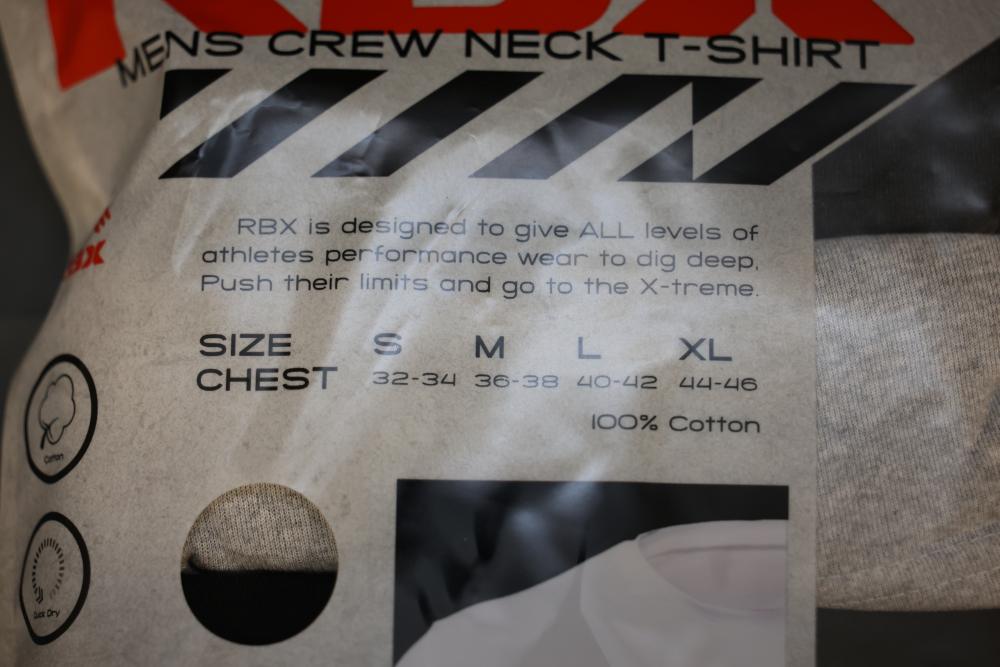 RBX
MENS CREW NECK T-SHIRT
RBX is designed to give ALL levels of
athletes performance wear to dig deep.
Push their limits and go to the X-treme.
SIZE S M L XL
CHEST 32-34 36-38 40-42 44-46
100% Cotton
Cotton
Quick Dry